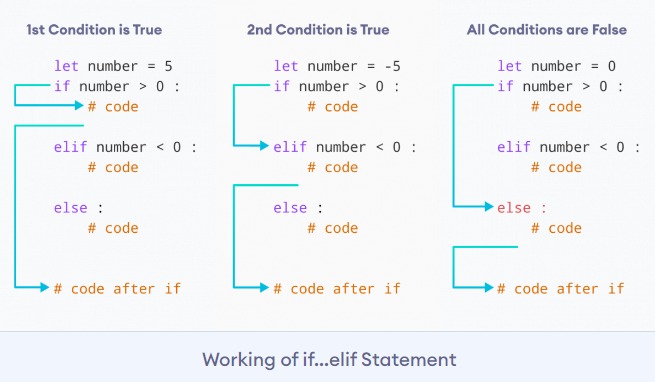 1st Condition is True
let number = 5
if number > 0 :
# code
elif number < 0 :
# code
else :
# code
# code after if
2nd Condition is True
let number = -5
if number > 0 :
# code
elif number < 0 :
# code
else :
# code
# code after if
All Conditions are False
let number = 0
if number > 0 :
# code
elif number < 0 :
# code
else :
# code
# code after if
Working of if...elif Statement